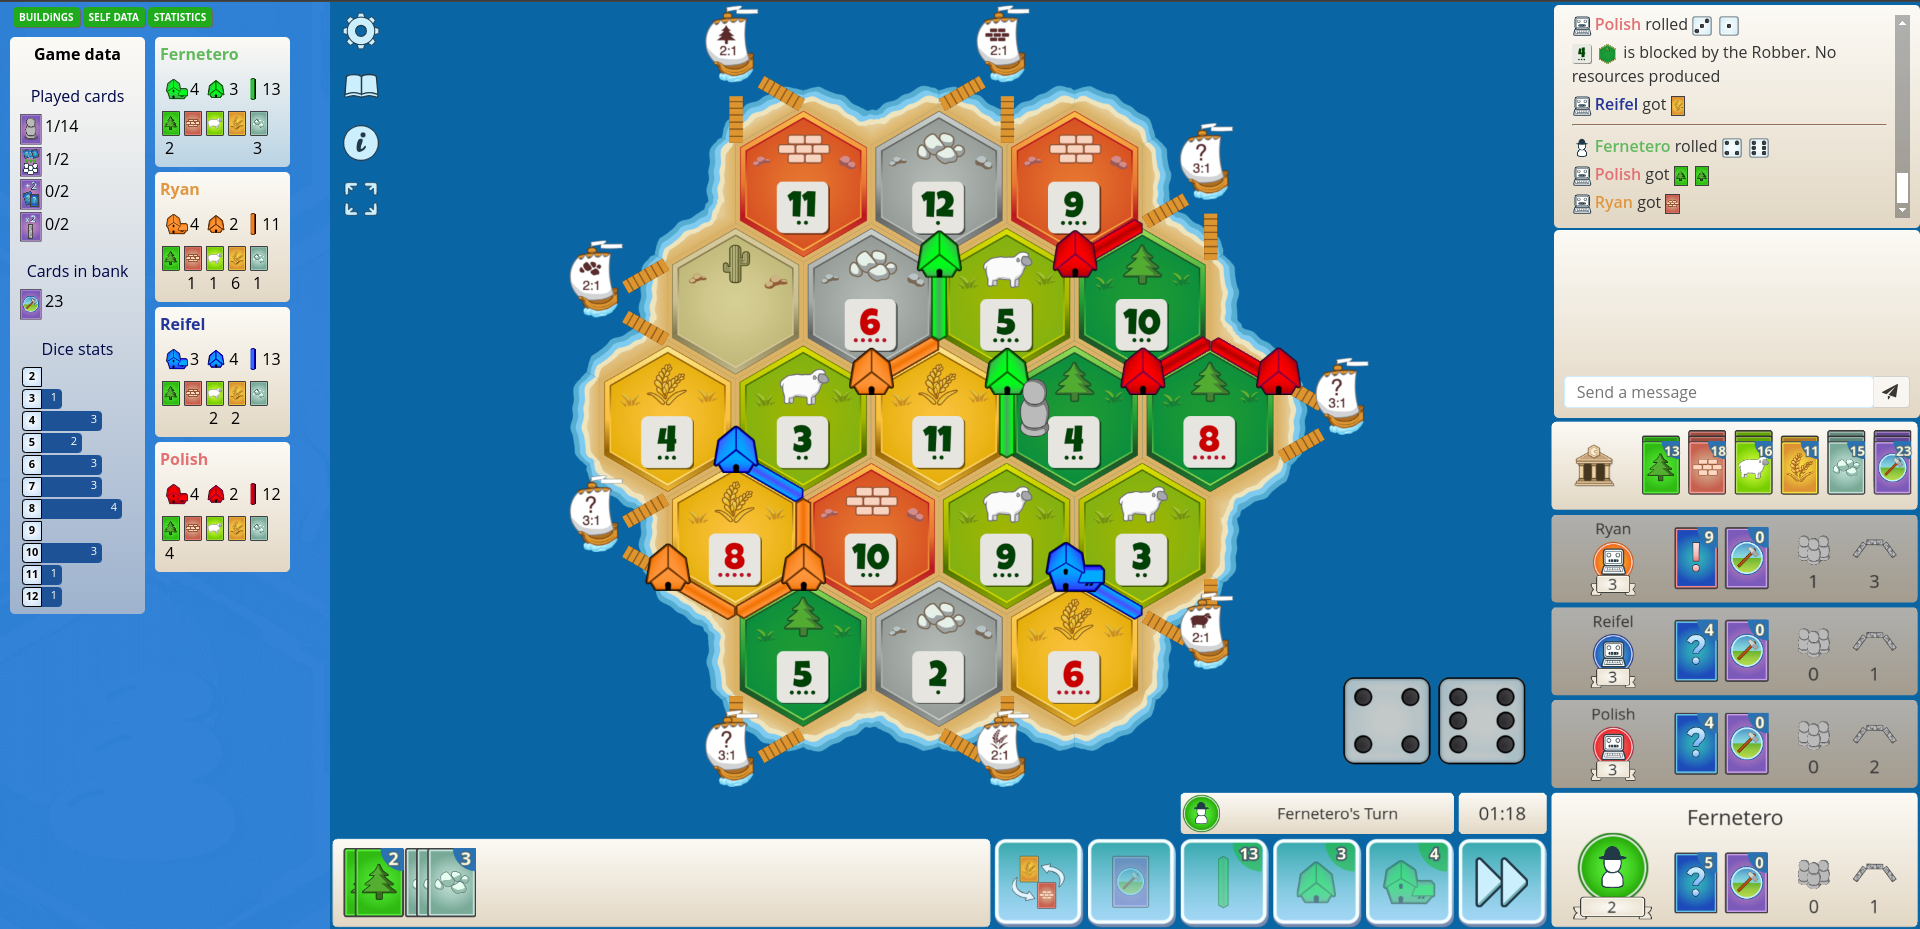 BUILDiNGS SELF DATA STATISTICS
Game data
Played cards
1/14
1/2
0/2
0/2
Cards in bank
23
Dice stats
2
3 1
4 3
5 2
6 3
7 3
8 4
9
10 3
11 1
12 1
Fernetero
4 3 13
2 3
Ryan
4 2 11
1 1 6 1
Reifel
3 4 13
2 2
Polish
4 2 12
4
2:1
2:1
? 3:1
11 12 9
2:1
6 5 10
? 3:1
4 3 11 4 8
? 3:1
8 10 9 3
2:1
5 2 6
? 3:1
2:1
Polish rolled
4 is blocked by the Robber. No
resources produced
Reifel got
Fernetero rolled
Polish got
Ryan got
Send a message
13 18 16 11 15 23
Ryan
3 ! 9 0 1 3
Reifel
3 ? 4 0 0 1
Polish
3 ? 4 0 0 2
Fernetero's Turn 01:18
Fernetero
2 ? 5 0 0 1
2 3 13 3 4